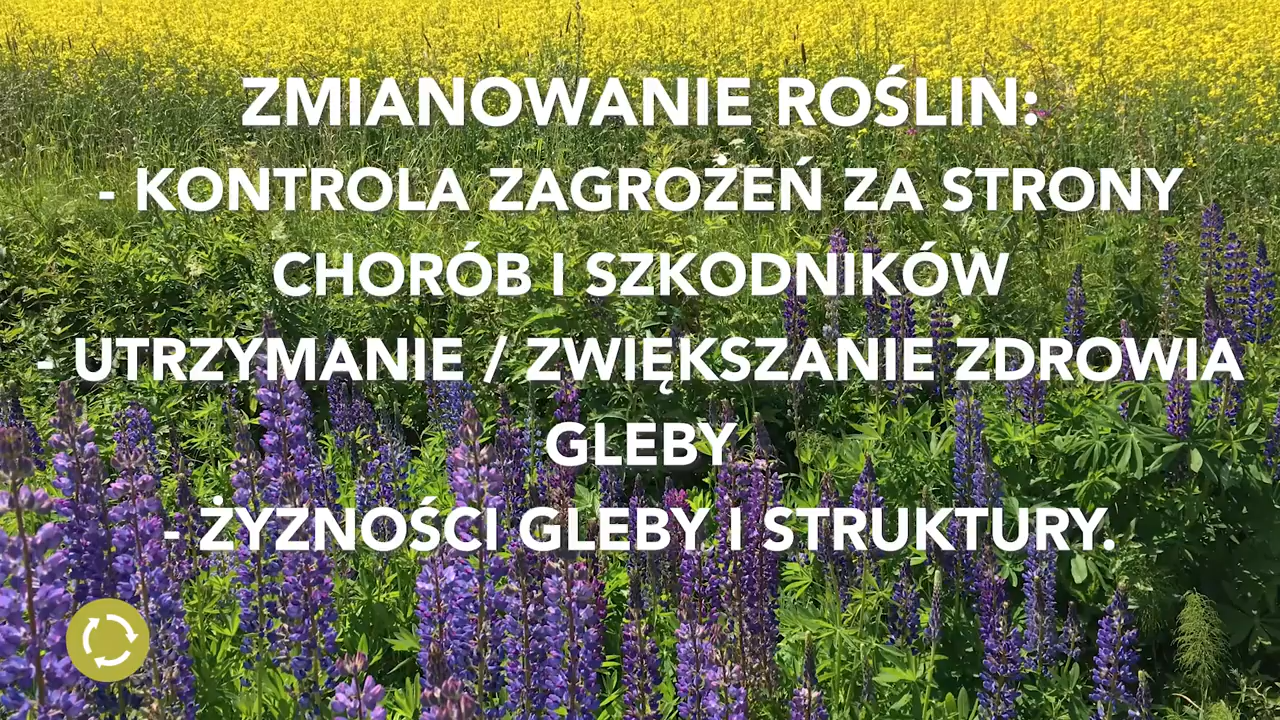 ZMIANOWANIE ROŚLIN:
- KONTROLA ZAGROŻEŃ ZA STRONY
CHORÓB I SZKODNIKÓW
- UTRZYMANIE / ZWIĘKSZANIE ZDROWIA
GLEBY
- ŻYZNOŚCI GLEBY I STRUKTURY.